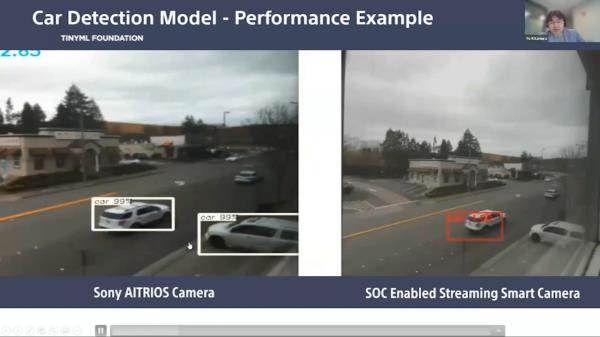 Car Detection Model - Performance Example
TINYML FOUNDATION
2.85
car 99%
car 99%
Sony AITRIOS Camera
SOC Enabled Streaming Smart Camera